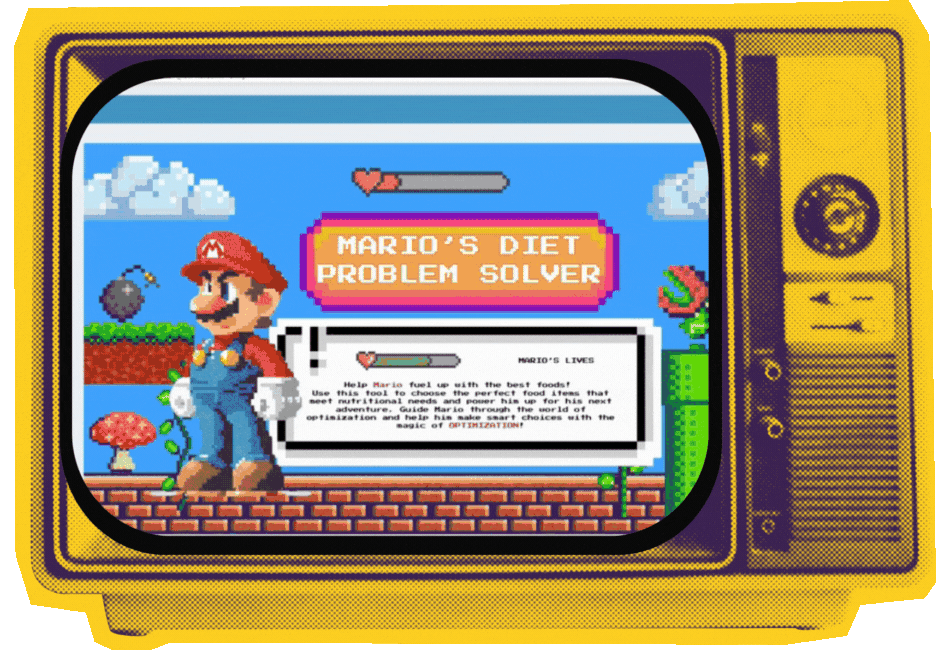 MARIO'S DIET
PROBLEM SOLVER
MARIO'S LIVES
Help Mario fuel up with the best foods!
Use this tool to choose the perfect food items that
meet nutritional needs and power him up for his next
adventure. Guide Mario through the world of
optimization and help him make smart choices with the
magic of OPTIMIZATION!
M